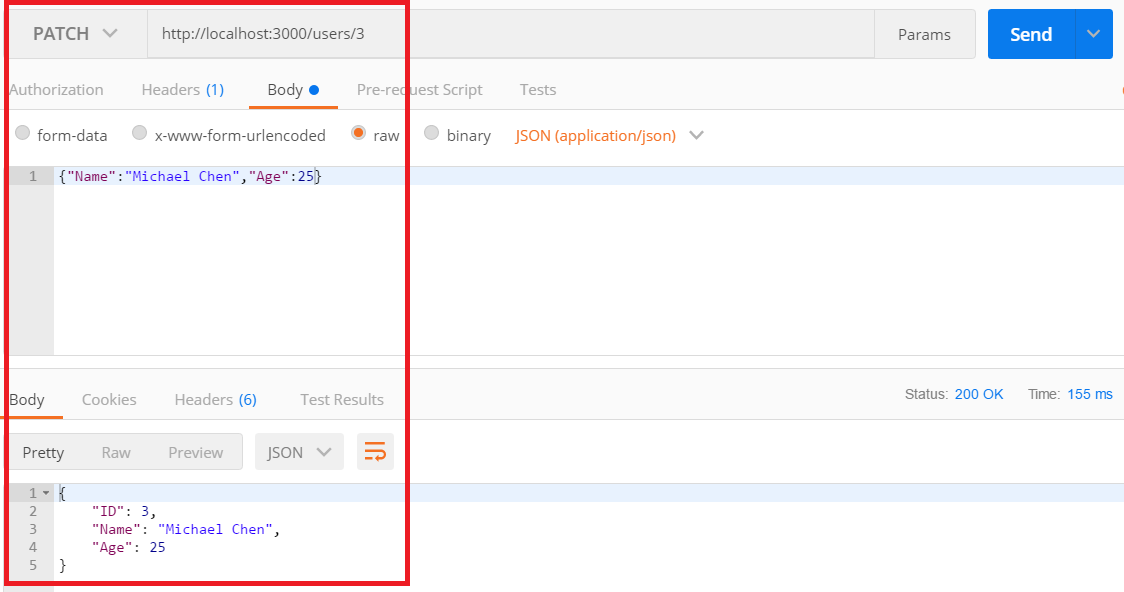 PATCH http://localhost:3000/users/3 Params Send
Authorization Headers (1) Body Pre-request Script Tests
form-data x-www-form-urlencoded raw binary JSON (application/json)
1 {"Name":"Michael Chen","Age":25}
Body Cookies Headers (6) Test Results Status: 200 OK Time: 155 ms
Pretty Raw Preview JSON
1 {
2 "ID": 3,
3 "Name": "Michael Chen",
4 "Age": 25
5 }